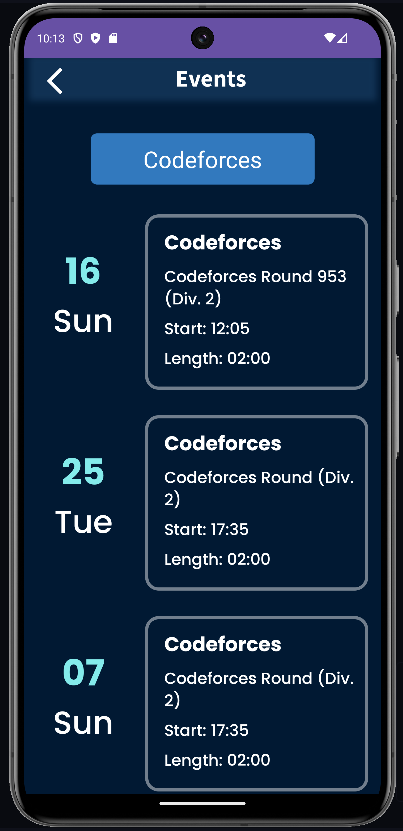 10:13
Events
Codeforces
16
Sun
Codeforces
Codeforces Round 953
(Div. 2)
Start: 12:05
Length: 02:00
25
Tue
Codeforces
Codeforces Round (Div.
2)
Start: 17:35
Length: 02:00
07
Sun
Codeforces
Codeforces Round (Div.
2)
Start: 17:35
Length: 02:00